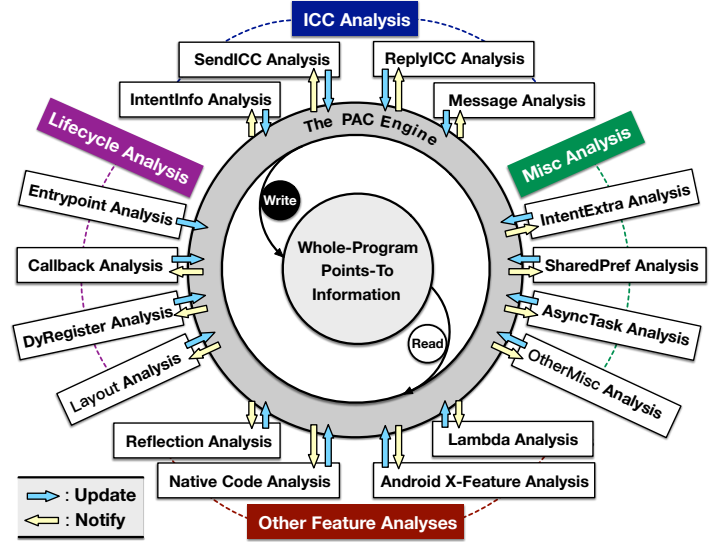 ICC Analysis
SendICC Analysis
ReplyICC Analysis
IntentInfo Analysis
Message Analysis
The PAC Engine
Lifecycle Analysis
Misc Analysis
Write
Entrypoint Analysis
IntentExtra Analysis
Whole-Program
Points-To
Information
Callback Analysis
SharedPref Analysis
DyRegister Analysis
AsyncTask Analysis
Read
Layout Analysis
OtherMisc Analysis
Reflection Analysis
Lambda Analysis
Native Code Analysis
Android X-Feature Analysis
: Update
: Notify
Other Feature Analyses